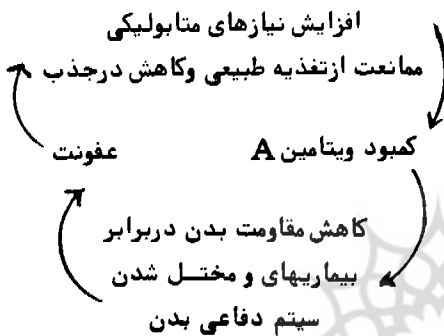 افزایش نیازهای متابولیکی
ممانعت ازتغذیه طبیعی وکاهش درجذب
کمبود ویتامین A
عفونت
کاهش مقاومت بدن دربرابر
بیماریهای و مختــل شدن
سیتم دفاعی بدن